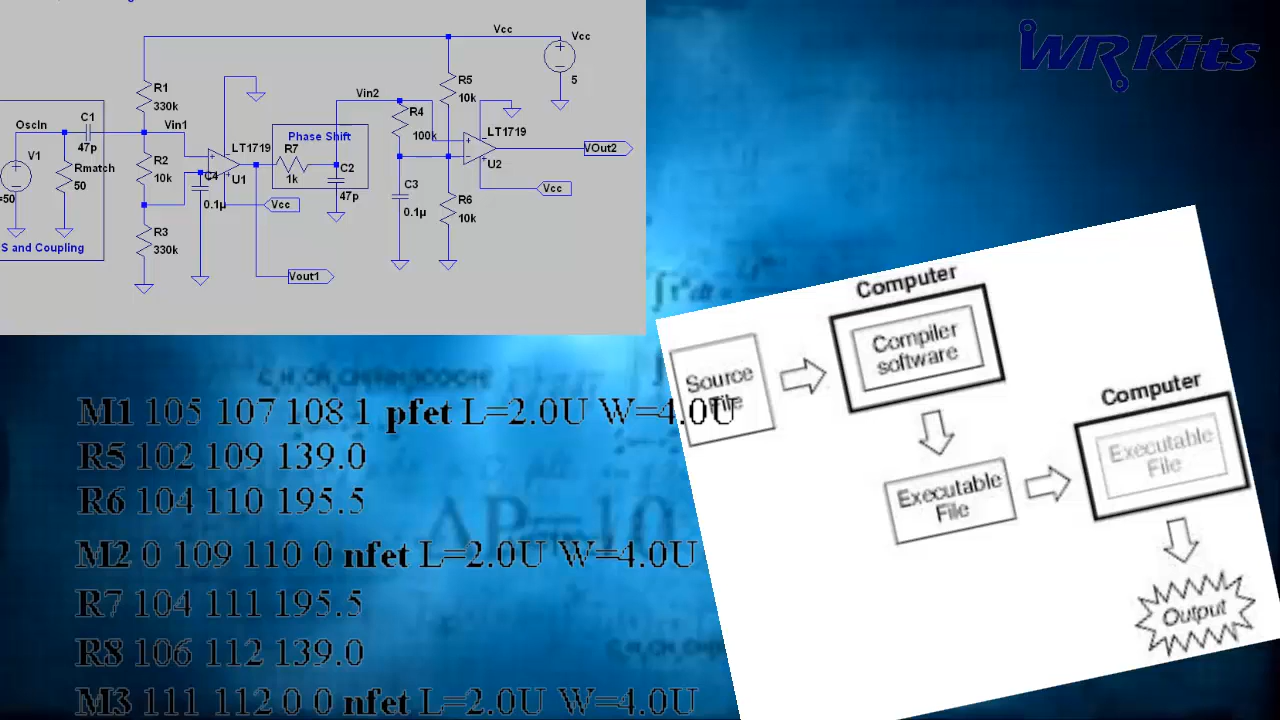 WR Kits
Vcc
Vcc
5
R1
330k
R5
10k
Vin2
R4
100k
OscIn
C1
47p
Vin1
Phase Shift
LT1719
LT1719
U2
VOut2
V1
Rmatch
50
=50
R2
10k
C4
0.1µ
U1
R7
1k
C2
47p
C3
0.1µ
Vcc
Vcc
R6
10k
S and Coupling
R3
330k
Vout1
Computer
Compiler
software
Source
File
Computer
Executable
File
Executable
File
Output
M1 105 107 108 1 pfet L=2.0U W=4.0U
R5 102 109 139.0
R6 104 110 195.5
M2 0 109 110 0 nfet L=2.0U W=4.0U
R7 104 111 195.5
R8 106 112 139.0
M3 111 112 0 0 nfet L=2.0U W=4.0U